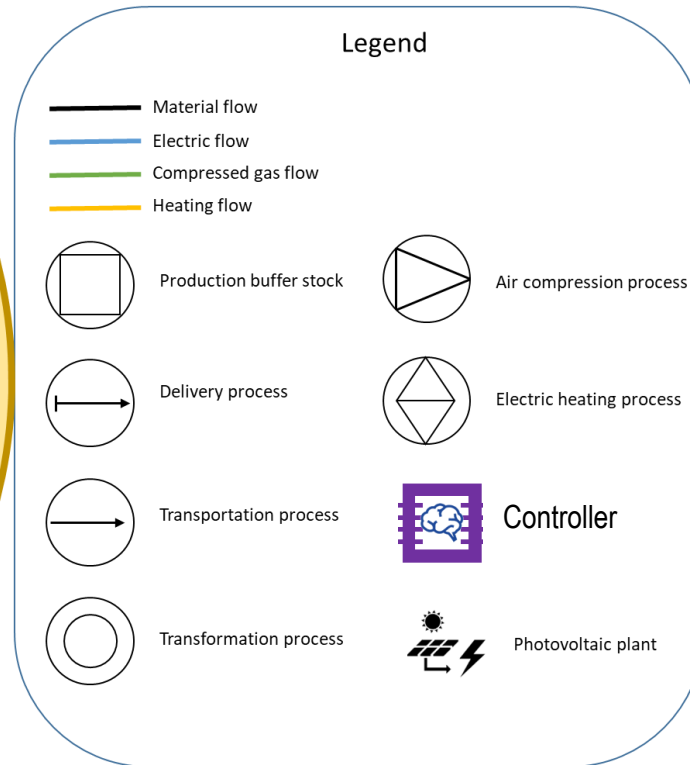 Legend
Material flow
Electric flow
Compressed gas flow
Heating flow
Production buffer stock
Air compression process
Delivery process
Electric heating process
Transportation process
Controller
Transformation process
Photovoltaic plant